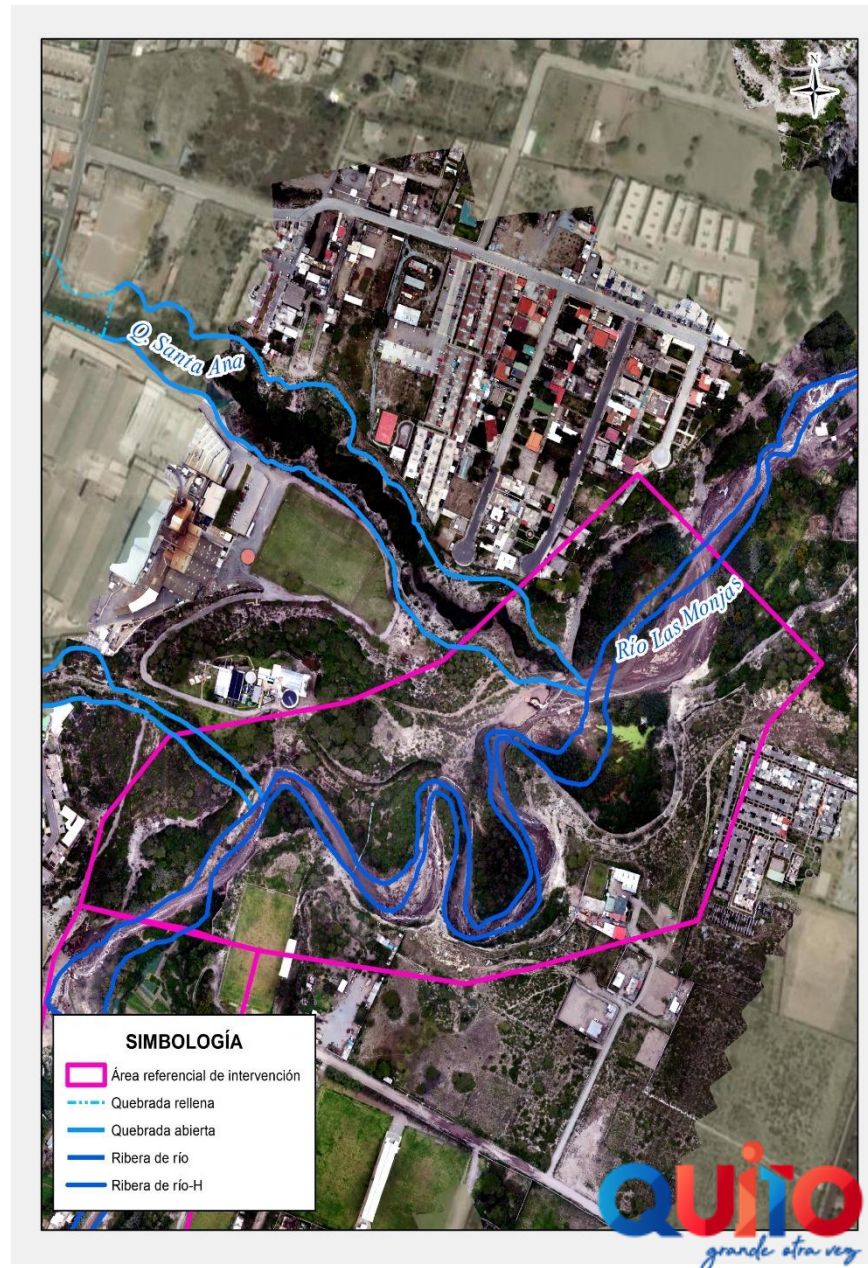 N
Q. Santa Ana
Río Las Monjas
SIMBOLOGÍA
Área referencial de intervención
Quebrada rellena
Quebrada abierta
Ribera de río
Ribera de río-H
QUITO
grande otra vez